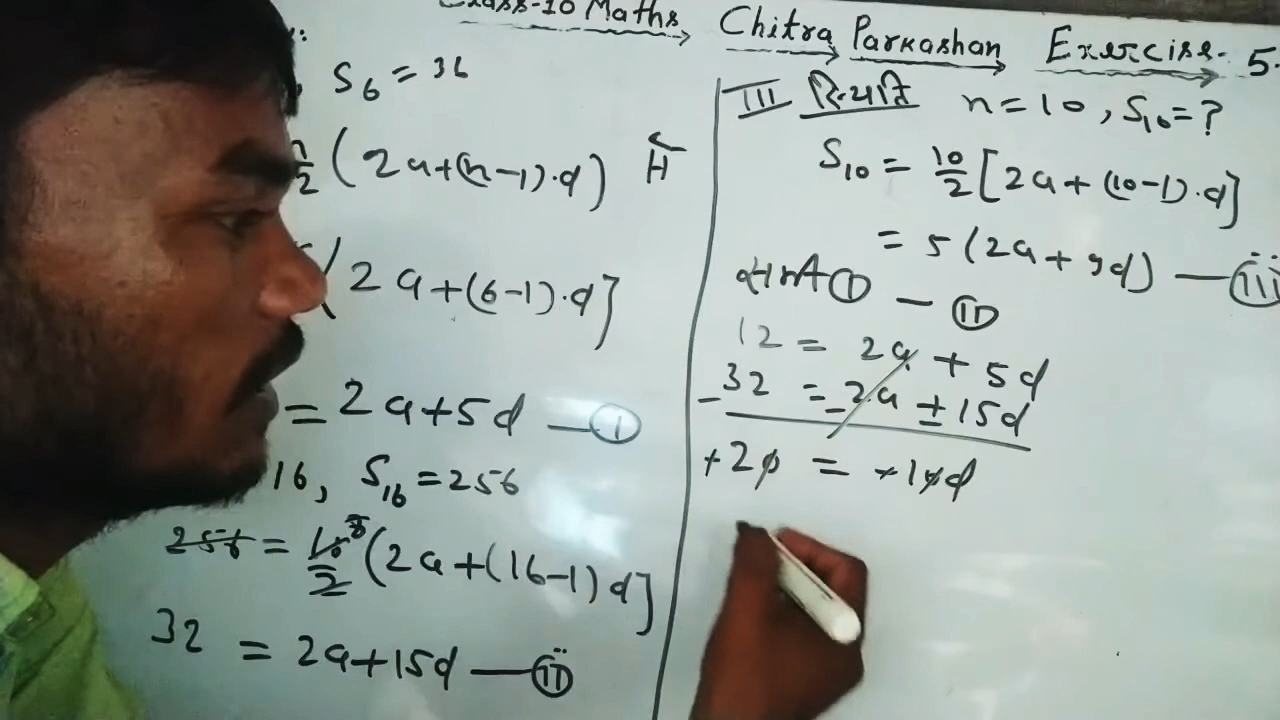 Class-10 Maths Chitra Parkashan Exercise- 5.
S6 = 36
n/2 (2a+(n-1).d) में
(2a+(6-1).d]
= 2a+5d — (i)
16, S16 = 256
256 = 16/2 8 (2a+(16-1)d]
32 = 2a+15d — (ii)
III स्थिति n=10, S10=?
S10 = 10/2 [2a+(10-1).d]
= 5(2a+9d) — (iii)
(i) — (ii)
12 = 2a + 5d
-32 = -2a ± 15d
+20 = +10d